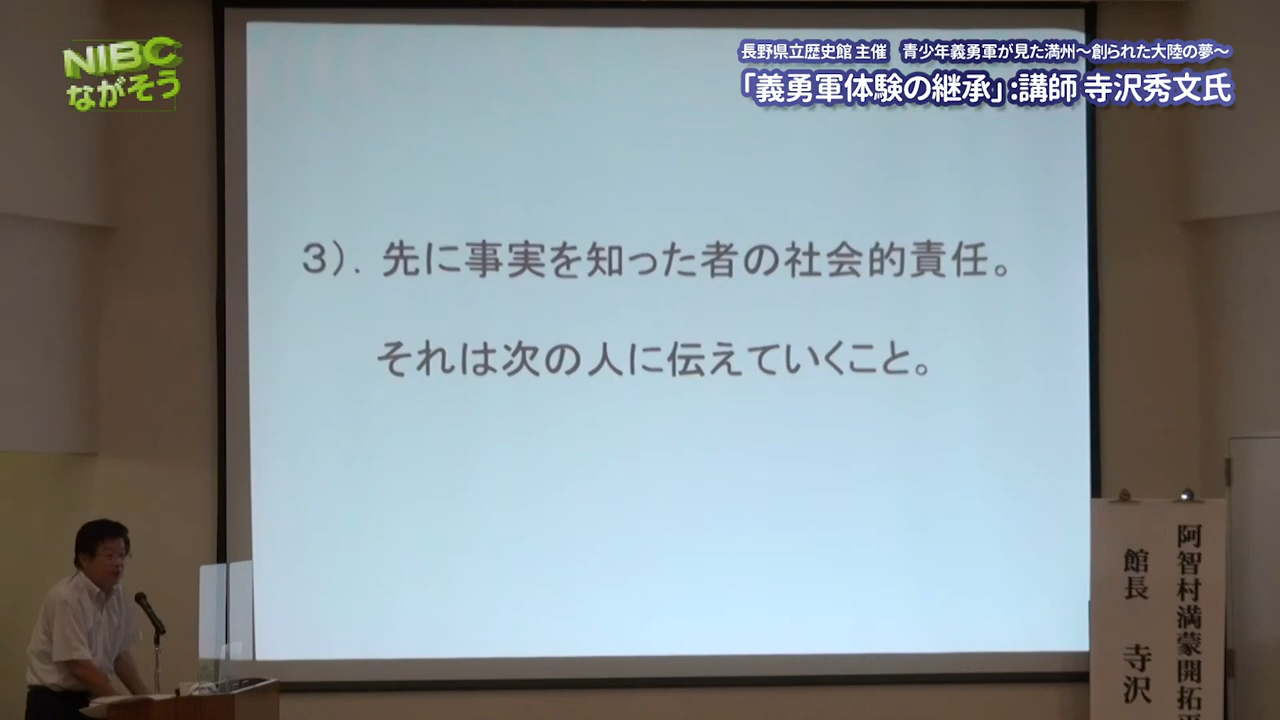 NIBC
ながそう
長野県立歴史館 主催　青少年義勇軍が見た満州～創られた大陸の夢～
「義勇軍体験の継承」:講師 寺沢秀文氏
３）. 先に事実を知った者の社会的責任。
それは次の人に伝えていくこと。
阿智村満蒙開拓平
館長　寺沢